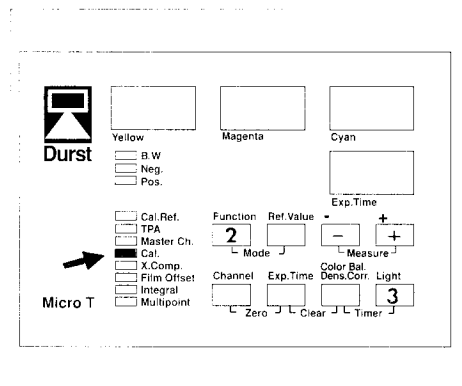 Durst
Yellow Magenta Cyan
B.W
Neg.
Pos.
Exp.Time
Cal.Ref.
TPA
Master Ch.
Cal.
X.Comp.
Film Offset
Integral
Multipoint
Function Ref.Value - +
2 - +
Mode Measure
Channel Exp.Time Color Bal. Dens.Corr. Light
3
Zero Clear Timer
Micro T